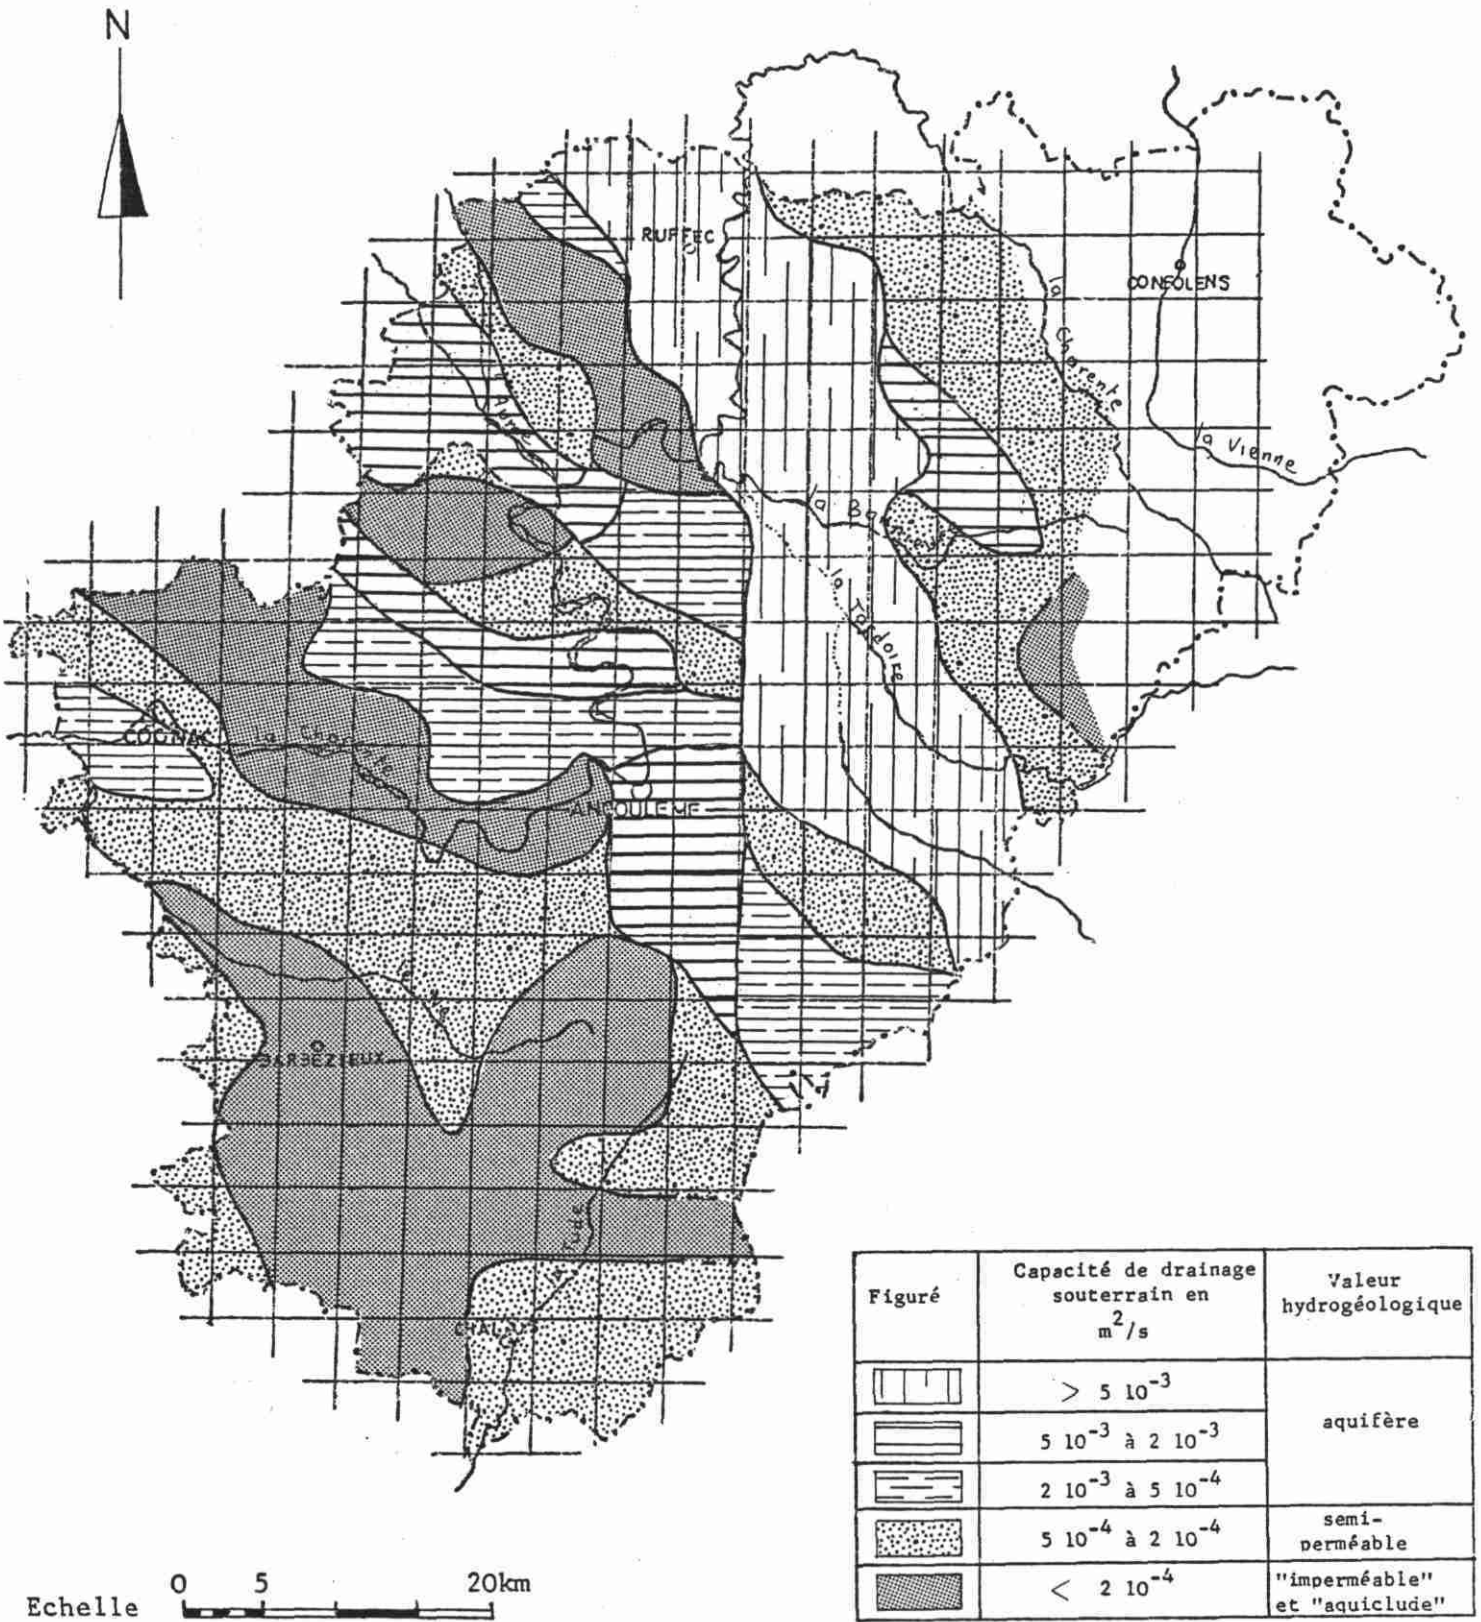 N
RUFFEC
CONFOLENS
la Charente
la Vienne
la Tardoire
COGNAC
la Charente
ANGOULEME
BARBEZIEUX
la Tude
CHALAIS
Figuré
Capacité de drainage
souterrain en
m²/s
Valeur
hydrogéologique
> 5 10⁻³
aquifère
5 10⁻³ à 2 10⁻³
2 10⁻³ à 5 10⁻⁴
5 10⁻⁴ à 2 10⁻⁴
semi-
perméable
< 2 10⁻⁴
"imperméable"
et "aquiclude"
Echelle
0 5 20km